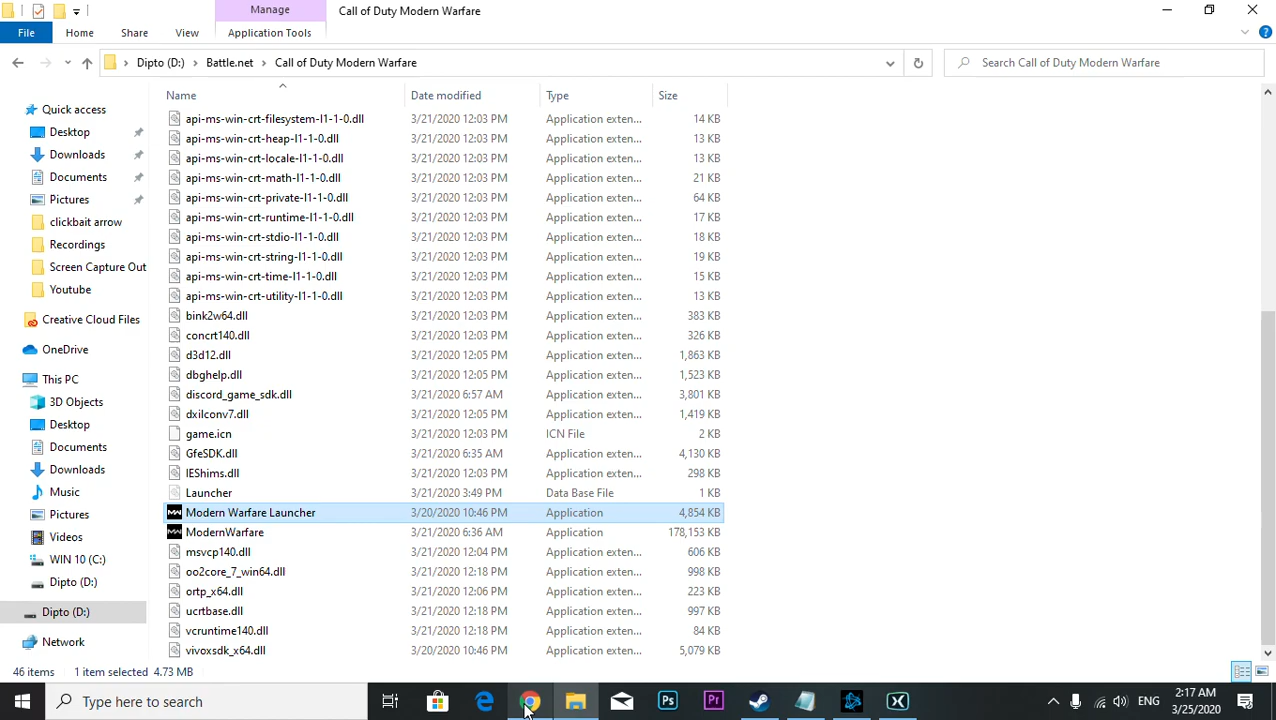 Manage
Call of Duty Modern Warfare
File
Home
Share
View
Application Tools
Dipto (D:) › Battle.net › Call of Duty Modern Warfare
Search Call of Duty Modern Warfare
Quick access
Desktop
Downloads
Documents
Pictures
clickbait arrow
Recordings
Screen Capture Out
Youtube
Creative Cloud Files
OneDrive
This PC
3D Objects
Desktop
Documents
Downloads
Music
Pictures
Videos
WIN 10 (C:)
Dipto (D:)
Dipto (D:)
Network
Name Date modified Type Size
api-ms-win-crt-filesystem-l1-1-0.dll 3/21/2020 12:03 PM Application exten... 14 KB
api-ms-win-crt-heap-l1-1-0.dll 3/21/2020 12:03 PM Application exten... 13 KB
api-ms-win-crt-locale-l1-1-0.dll 3/21/2020 12:03 PM Application exten... 13 KB
api-ms-win-crt-math-l1-1-0.dll 3/21/2020 12:03 PM Application exten... 21 KB
api-ms-win-crt-private-l1-1-0.dll 3/21/2020 12:03 PM Application exten... 64 KB
api-ms-win-crt-runtime-l1-1-0.dll 3/21/2020 12:03 PM Application exten... 17 KB
api-ms-win-crt-stdio-l1-1-0.dll 3/21/2020 12:03 PM Application exten... 18 KB
api-ms-win-crt-string-l1-1-0.dll 3/21/2020 12:03 PM Application exten... 19 KB
api-ms-win-crt-time-l1-1-0.dll 3/21/2020 12:03 PM Application exten... 15 KB
api-ms-win-crt-utility-l1-1-0.dll 3/21/2020 12:03 PM Application exten... 13 KB
bink2w64.dll 3/21/2020 12:03 PM Application exten... 383 KB
concrt140.dll 3/21/2020 12:03 PM Application exten... 326 KB
d3d12.dll 3/21/2020 12:05 PM Application exten... 1,863 KB
dbghelp.dll 3/21/2020 12:05 PM Application exten... 1,523 KB
discord_game_sdk.dll 3/21/2020 6:57 AM Application exten... 3,801 KB
dxilconv7.dll 3/21/2020 12:05 PM Application exten... 1,419 KB
game.icn 3/21/2020 12:03 PM ICN File 2 KB
GfeSDK.dll 3/21/2020 6:35 AM Application exten... 4,130 KB
IEShims.dll 3/21/2020 12:03 PM Application exten... 298 KB
Launcher 3/21/2020 3:49 PM Data Base File 1 KB
Modern Warfare Launcher 3/20/2020 10:46 PM Application 4,854 KB
ModernWarfare 3/21/2020 6:36 AM Application 178,153 KB
msvcp140.dll 3/21/2020 12:04 PM Application exten... 606 KB
oo2core_7_win64.dll 3/21/2020 12:18 PM Application exten... 998 KB
ortp_x64.dll 3/21/2020 12:06 PM Application exten... 223 KB
ucrtbase.dll 3/21/2020 12:18 PM Application exten... 997 KB
vcruntime140.dll 3/21/2020 12:18 PM Application exten... 84 KB
vivoxsdk_x64.dll 3/20/2020 10:46 PM Application exten... 5,079 KB
46 items 1 item selected 4.73 MB
Type here to search
Ps
Pr
ENG
2:17 AM
3/25/2020